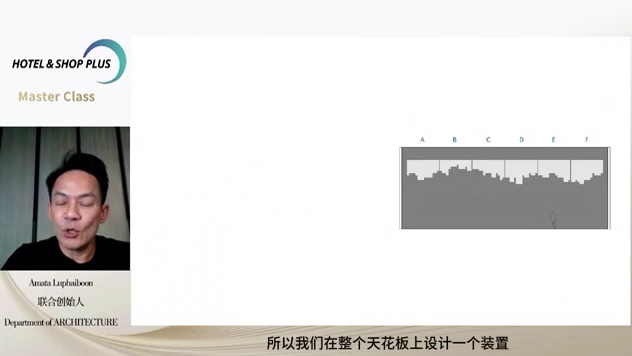 HOTEL & SHOP PLUS
Master Class
A B C D E F
Amata Luphaiboon
联合创始人
Department of ARCHITECTURE
所以我们在整个天花板上设计一个装置